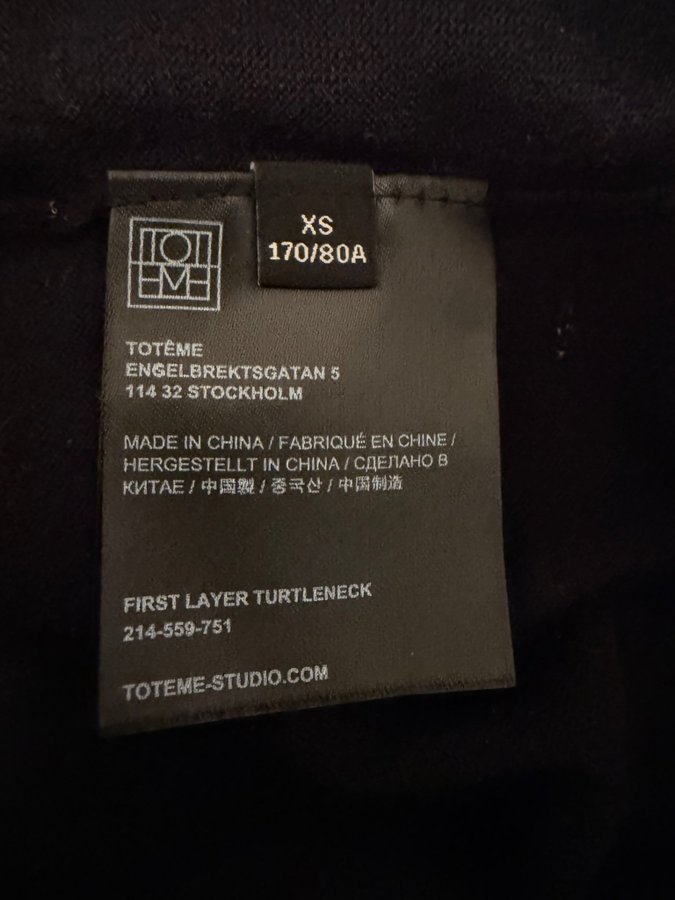 XS
170/80A
TOTEME
TOTÊME
ENGELBREKTSGATAN 5
114 32 STOCKHOLM
MADE IN CHINA / FABRIQUÉ EN CHINE /
HERGESTELLT IN CHINA / СДЕЛАНО В
КИТАЕ / 中國製 / 중국산 / 中国制造
FIRST LAYER TURTLENECK
214-559-751
TOTEME-STUDIO.COM